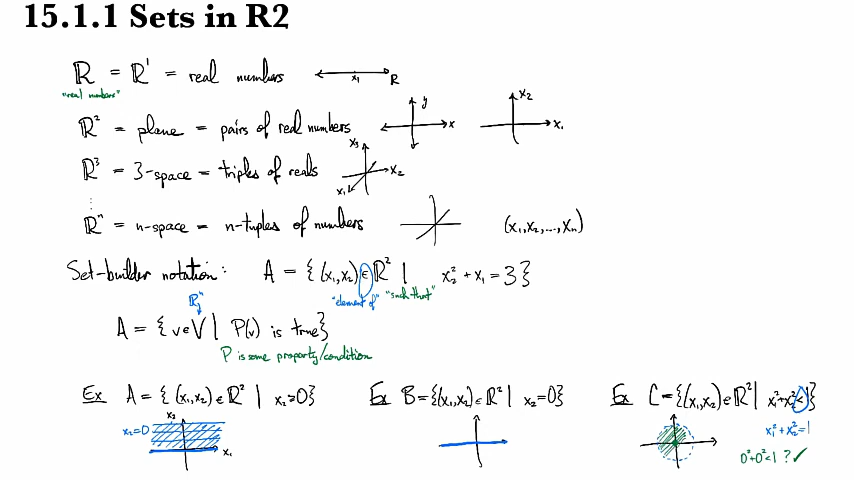 15.1.1 Sets in R2
ℝ = ℝ¹ = real numbers x₁ R
"real numbers"
ℝ² = plane = pairs of real numbers y x x₂ x₁
ℝ³ = 3-space = triples of reals x₃ x₂ x₁
⋮
ℝⁿ = n-space = n-tuples of numbers (x₁,x₂,...,xₙ)
Set-builder notation: A = {(x₁,x₂) ∈ ℝ² | x₂² + x₁ = 3}
"element of" "such that"
ℝⁿ
A = {v ∈ V | P(v) is true}
P is some property/condition
Ex A = {(x₁,x₂) ∈ ℝ² | x₂ ≥ 0} Ex B = {(x₁,x₂) ∈ ℝ² | x₂ = 0} Ex C = {(x₁,x₂) ∈ ℝ² | x₁² + x₂² < 1}
x₂
x₂=0 x₁² + x₂² = 1
x₁ 0² + 0² < 1 ? ✓